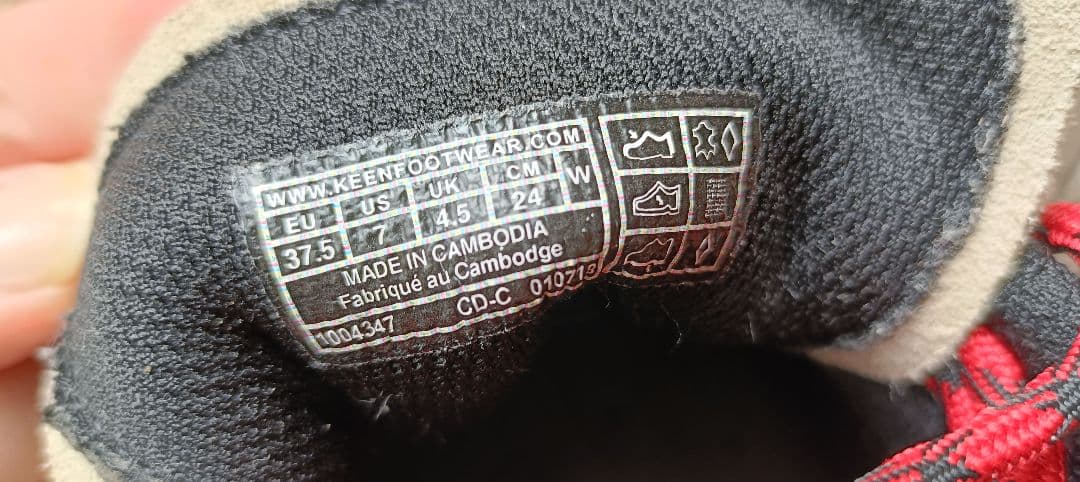 WWW.KEENFOOTWEAR.COM
EU US UK CM W
37.5 7 4.5 24
MADE IN CAMBODIA
Fabriqué au Cambodge
1004347 CD-C 010713